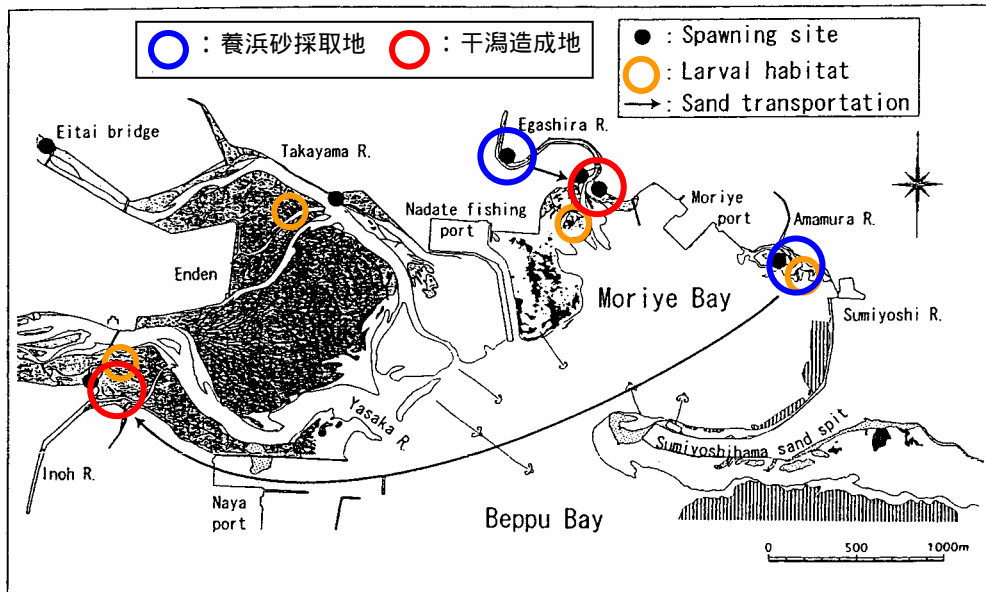 ：養浜砂採取地
：干潟造成地
: Spawning site
: Larval habitat
: Sand transportation
Eitai bridge
Takayama R.
Egashira R.
Nadate fishing
port
Moriye
port
Amamura R.
Enden
Moriye Bay
Sumiyoshi R.
Yasaka R.
Sumiyoshihama sand spit
Inoh R.
Naya
port
Beppu Bay
0 500 1000m